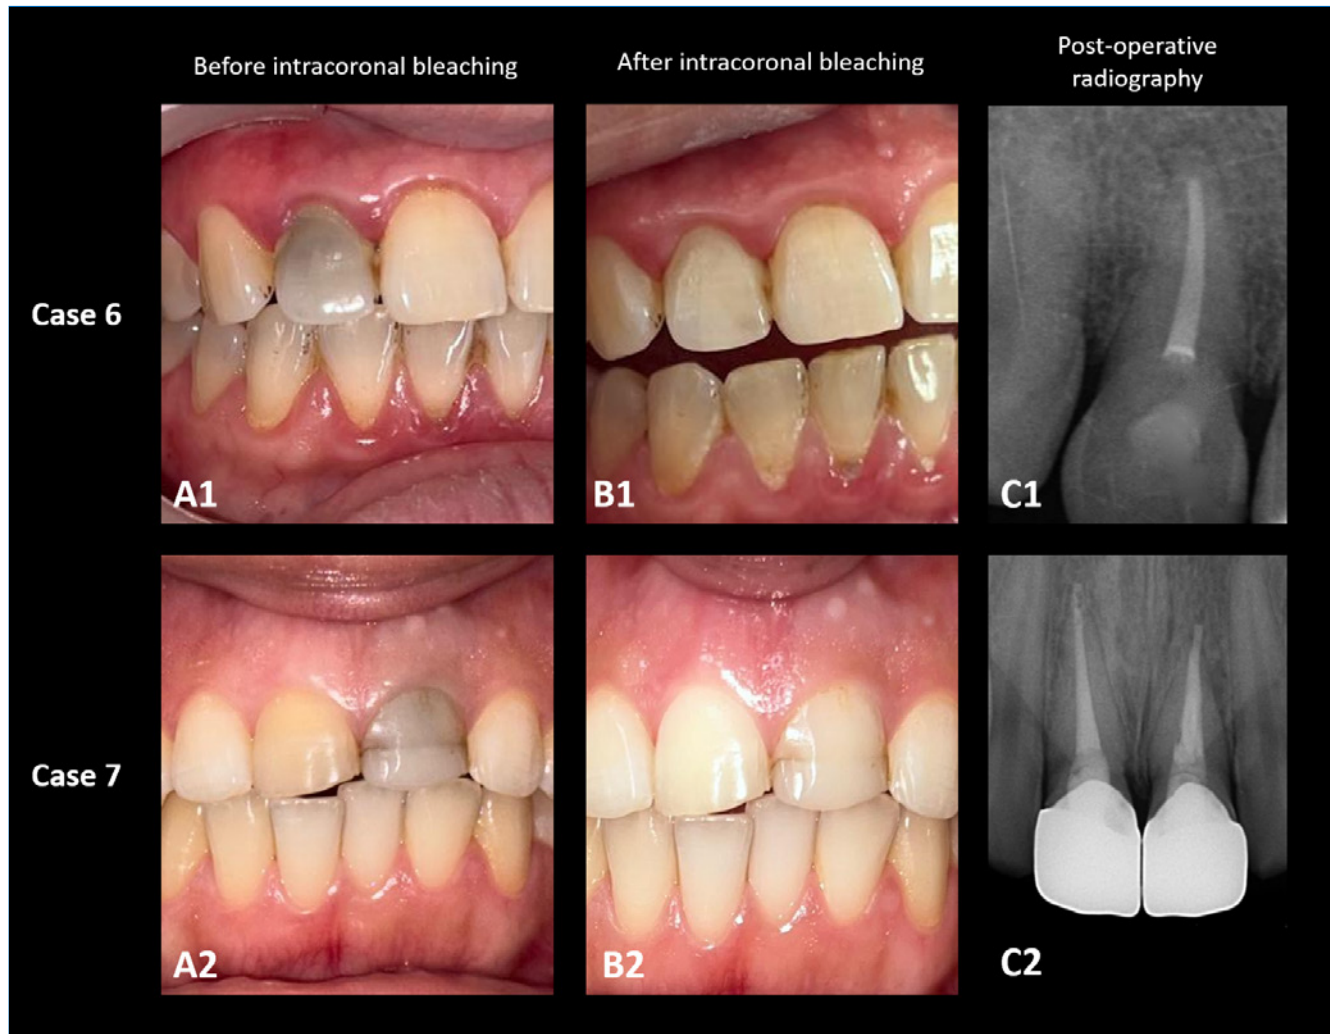 Before intracoronal bleaching
After intracoronal bleaching
Post-operative
radiography
Case 6
A1
B1
C1
Case 7
A2
B2
C2